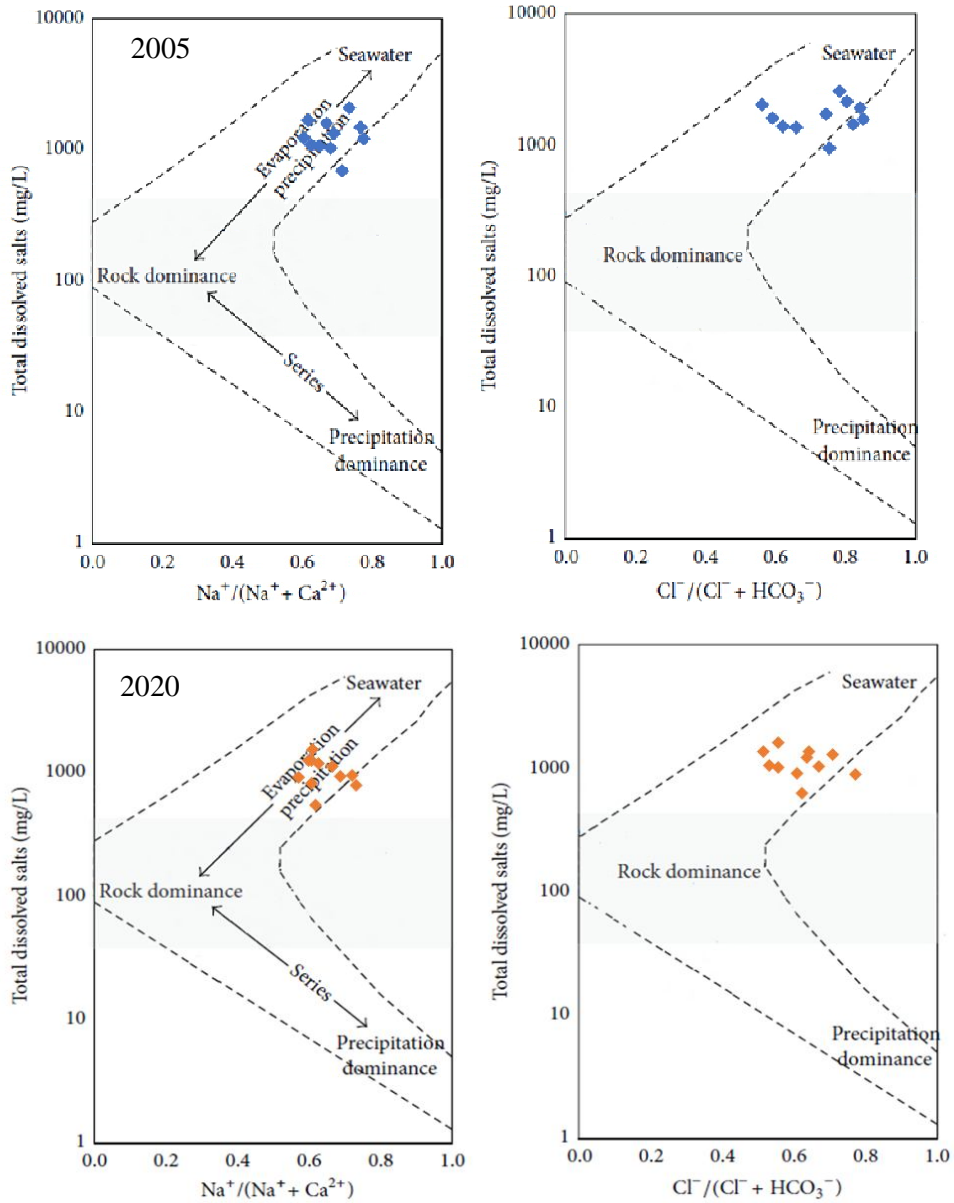 10000
2005
Seawater
1000
Evaporation
precipitation
100
Rock dominance
Series
10
Precipitation
dominance
1
0.0 0.2 0.4 0.6 0.8 1.0
Total dissolved salts (mg/L)
Na⁺/(Na⁺ + Ca²⁺)
10000
Seawater
1000
100
Rock dominance
10
Precipitation
dominance
1
0.0 0.2 0.4 0.6 0.8 1.0
Total dissolved salts (mg/L)
Cl⁻/(Cl⁻ + HCO₃⁻)
10000
2020
Seawater
1000
Evaporation
precipitation
100
Rock dominance
Series
10
Precipitation
dominance
1
0.0 0.2 0.4 0.6 0.8 1.0
Total dissolved salts (mg/L)
Na⁺/(Na⁺ + Ca²⁺)
10000
Seawater
1000
100
Rock dominance
10
Precipitation
dominance
1
0.0 0.2 0.4 0.6 0.8 1.0
Total dissolved salts (mg/L)
Cl⁻/(Cl⁻ + HCO₃⁻)